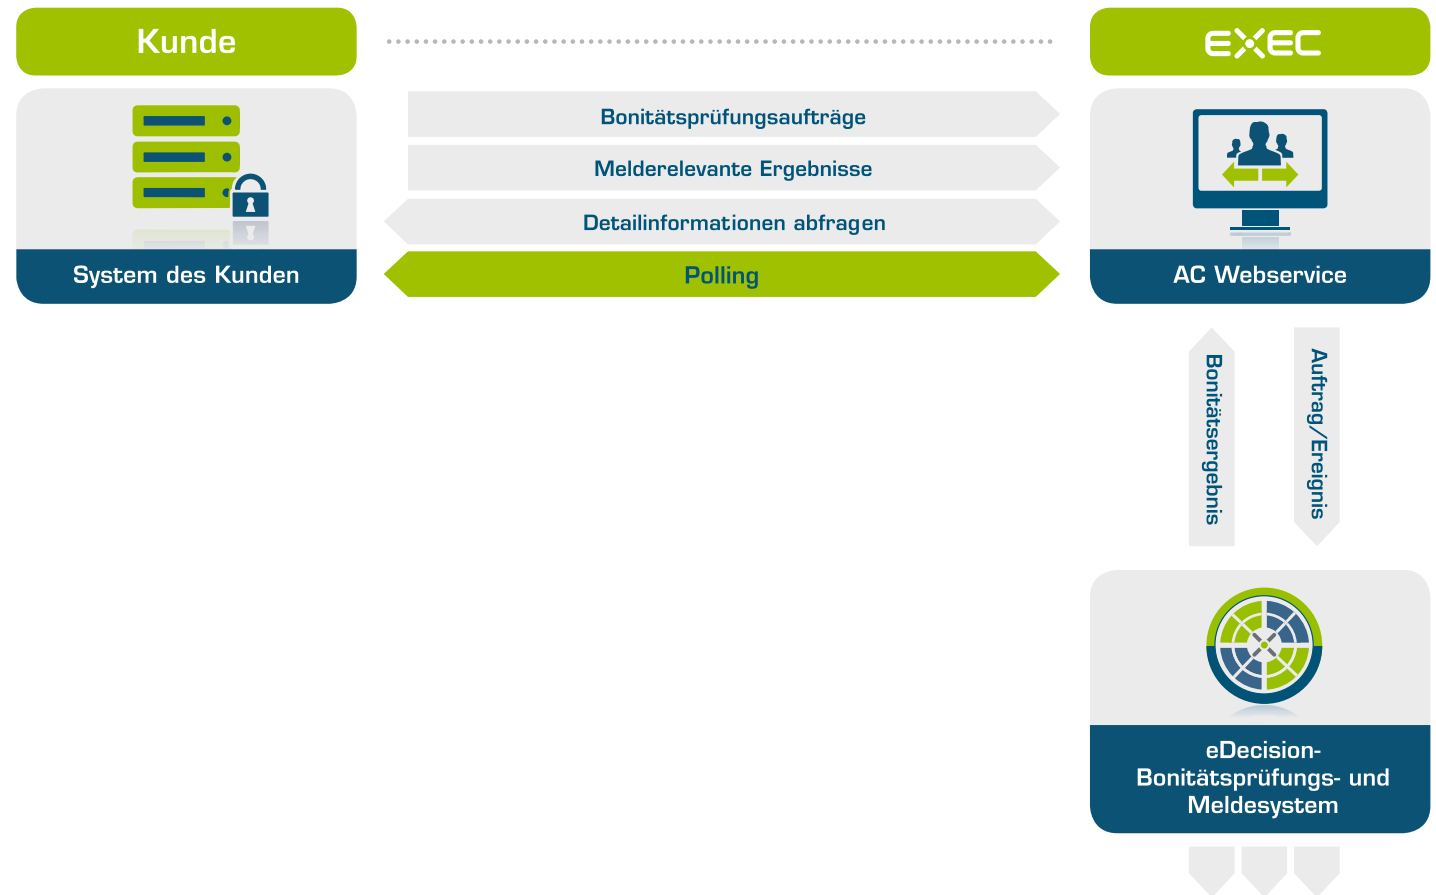 Kunde
EXEC
Bonitätsprüfungsaufträge
Melderelevante Ergebnisse
Detailinformationen abfragen
Polling
System des Kunden
AC Webservice
Bonitätsergebnis
Auftrag/Ereignis
eDecision-
Bonitätsprüfungs- und
Meldesystem